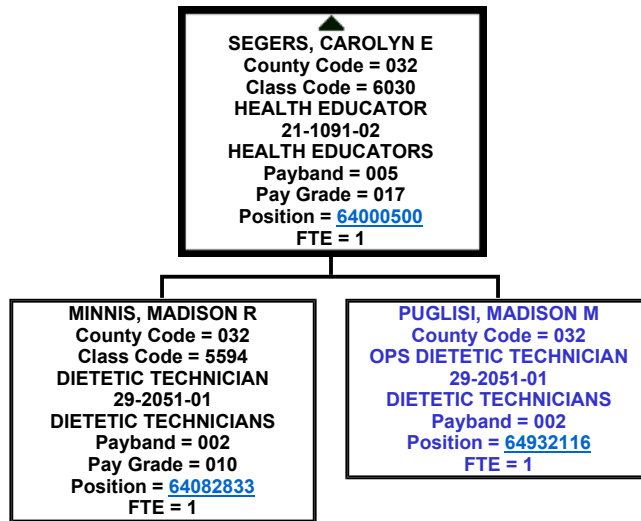 SEGERS, CAROLYN E
County Code = 032
Class Code = 6030
HEALTH EDUCATOR
21-1091-02
HEALTH EDUCATORS
Payband = 005
Pay Grade = 017
Position = 64000500
FTE = 1
MINNIS, MADISON R
County Code = 032
Class Code = 5594
DIETETIC TECHNICIAN
29-2051-01
DIETETIC TECHNICIANS
Payband = 002
Pay Grade = 010
Position = 64082833
FTE = 1
PUGLISI, MADISON M
County Code = 032
OPS DIETETIC TECHNICIAN
29-2051-01
DIETETIC TECHNICIANS
Payband = 002
Position = 64932116
FTE = 1